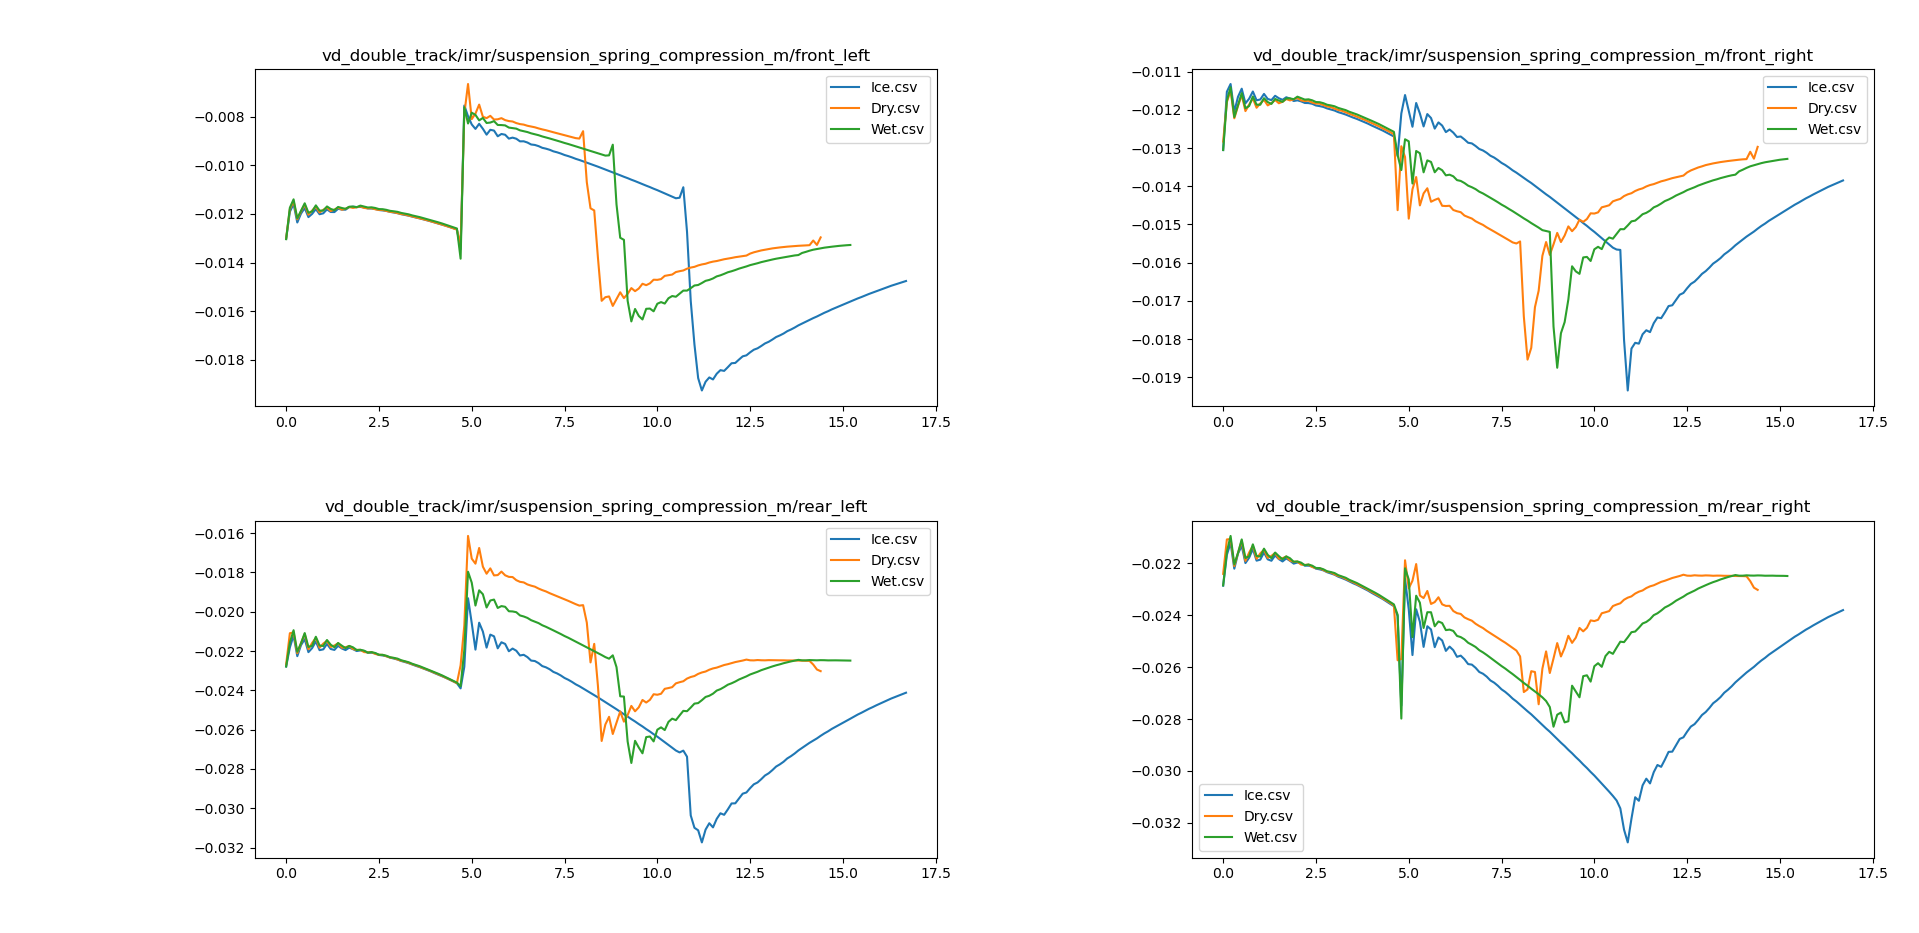 vd_double_track/imr/suspension_spring_compression_m/front_left
Ice.csv
Dry.csv
Wet.csv
−0.008
−0.010
−0.012
−0.014
−0.016
−0.018
0.0 2.5 5.0 7.5 10.0 12.5 15.0 17.5
vd_double_track/imr/suspension_spring_compression_m/front_right
Ice.csv
Dry.csv
Wet.csv
−0.011
−0.012
−0.013
−0.014
−0.015
−0.016
−0.017
−0.018
−0.019
0.0 2.5 5.0 7.5 10.0 12.5 15.0 17.5
vd_double_track/imr/suspension_spring_compression_m/rear_left
Ice.csv
Dry.csv
Wet.csv
−0.016
−0.018
−0.020
−0.022
−0.024
−0.026
−0.028
−0.030
−0.032
0.0 2.5 5.0 7.5 10.0 12.5 15.0 17.5
vd_double_track/imr/suspension_spring_compression_m/rear_right
−0.022
−0.024
−0.026
−0.028
−0.030
−0.032
Ice.csv
Dry.csv
Wet.csv
0.0 2.5 5.0 7.5 10.0 12.5 15.0 17.5